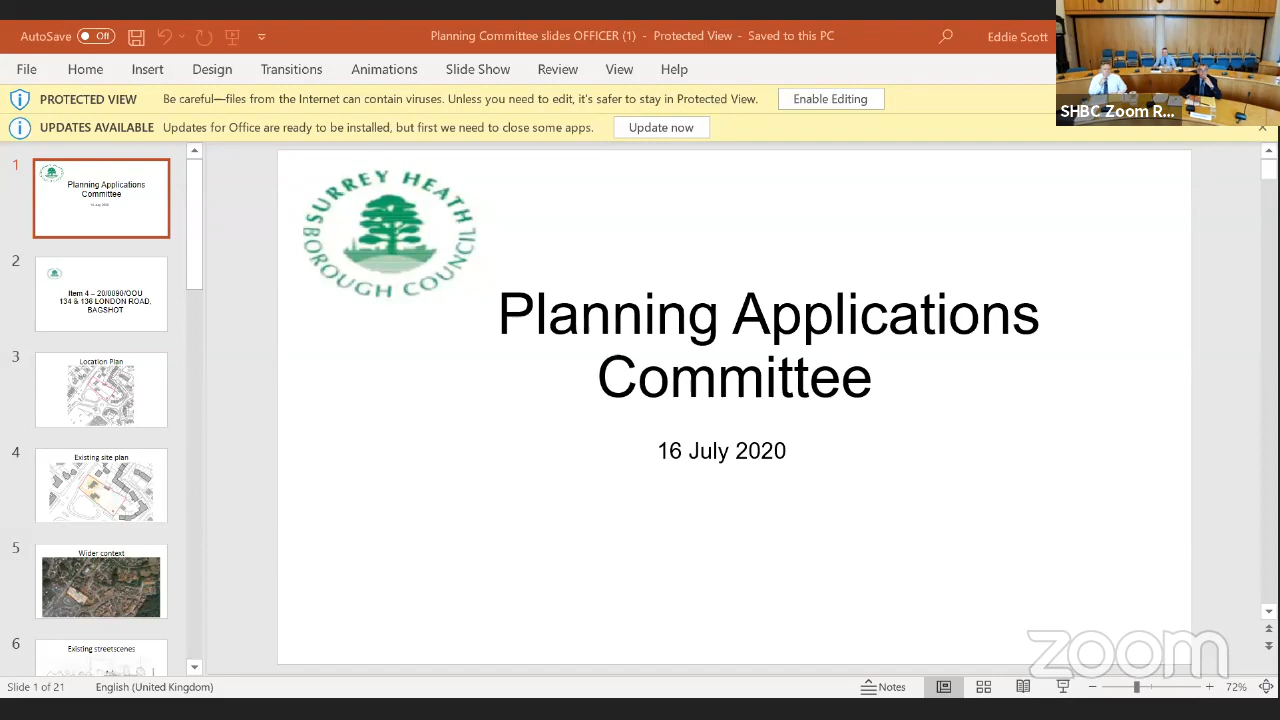 AutoSave Off
Planning Committee slides OFFICER (1) - Protected View - Saved to this PC
Eddie Scott
File Home Insert Design Transitions Animations Slide Show Review View Help
PROTECTED VIEW Be careful—files from the Internet can contain viruses. Unless you need to edit, it's safer to stay in Protected View. Enable Editing
UPDATES AVAILABLE Updates for Office are ready to be installed, but first we need to close some apps. Update now
SHBC Zoom R...
1
Planning Applications
Committee
16 July 2020
2
Item 4 – 20/0090/OOU
134 & 136 LONDON ROAD,
BAGSHOT
3
Location Plan
4
Existing site plan
5
Wider context
6
Existing streetscenes
SURREY HEATH
BOROUGH COUNCIL
Planning Applications
Committee
16 July 2020
zoom
Slide 1 of 21 English (United Kingdom) Notes 72%